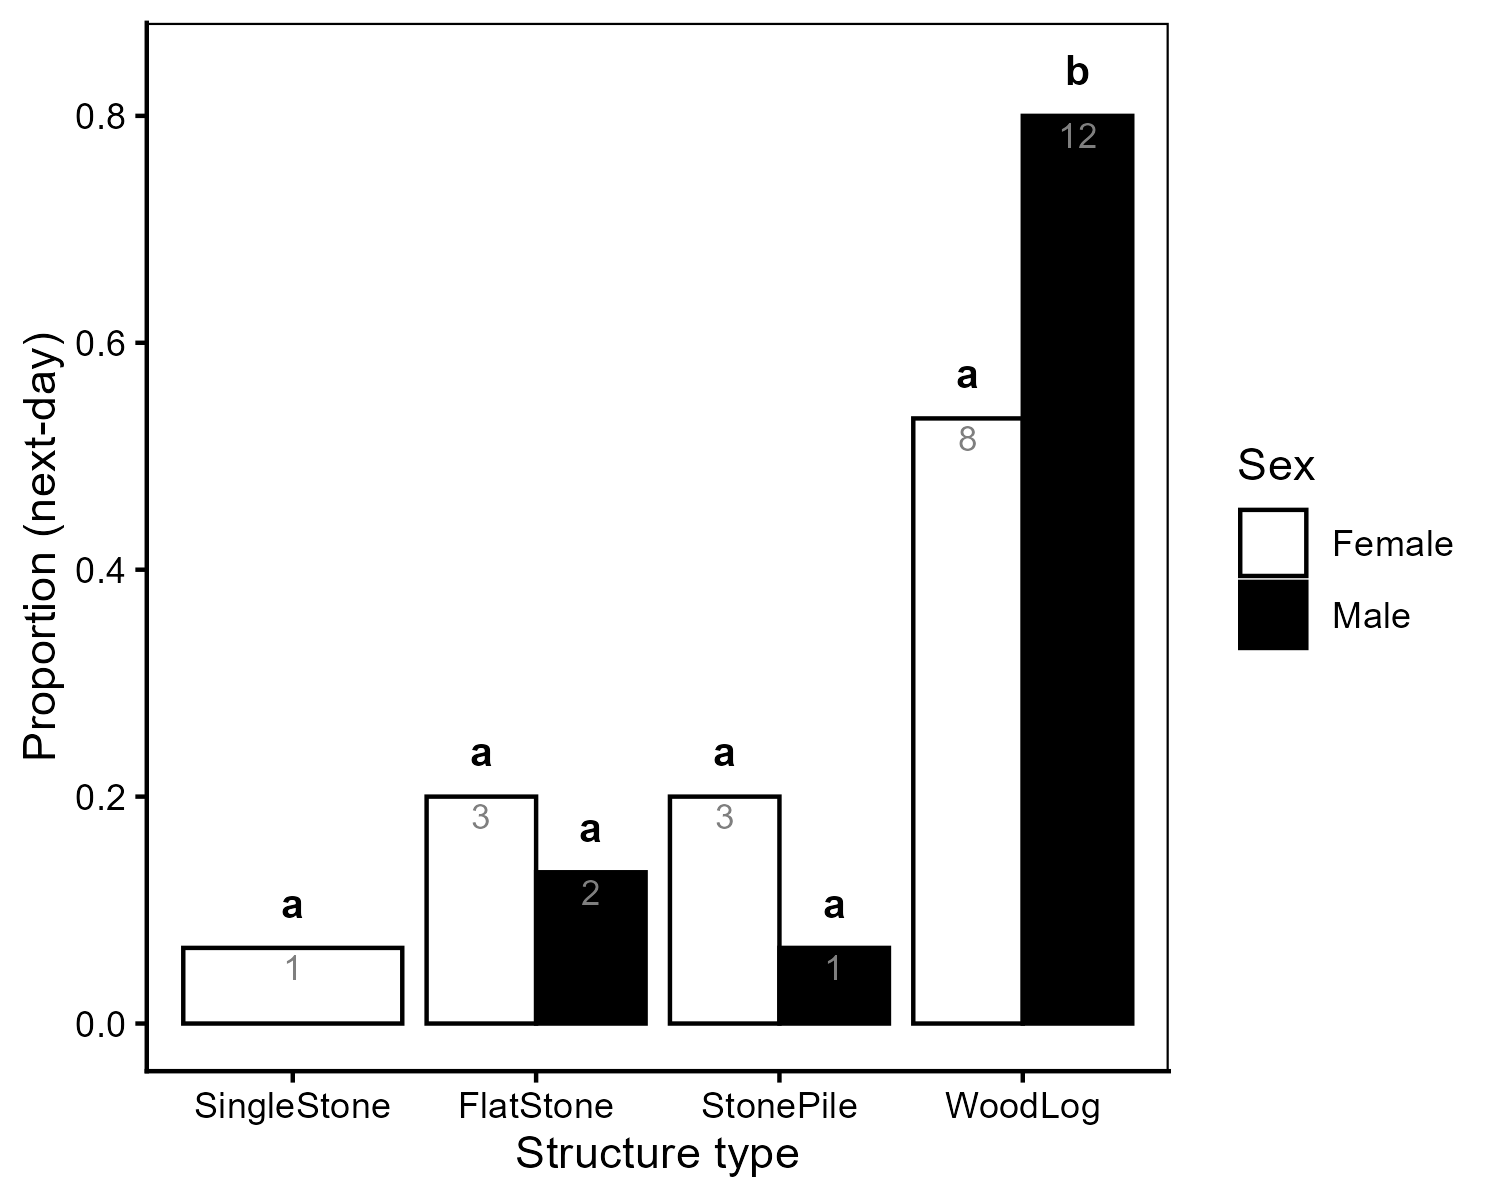 b
0.8
12
0.6
a
8
Proportion (next-day)
Sex
Female
Male
0.4
a
a
0.2
3
3
a
2
a
a
1
1
0.0
SingleStone FlatStone StonePile WoodLog
Structure type